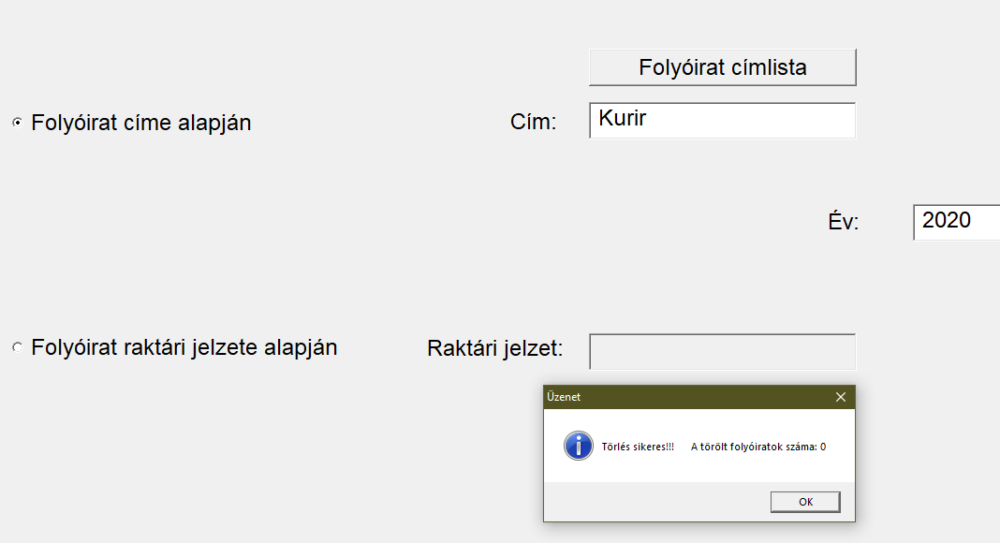 Folyóirat címlista
Folyóirat címe alapján
Cím:
Kurir
Év:
2020
Folyóirat raktári jelzete alapján
Raktári jelzet:
Üzenet
Törlés sikeres!!! A törölt folyóiratok száma: 0
OK